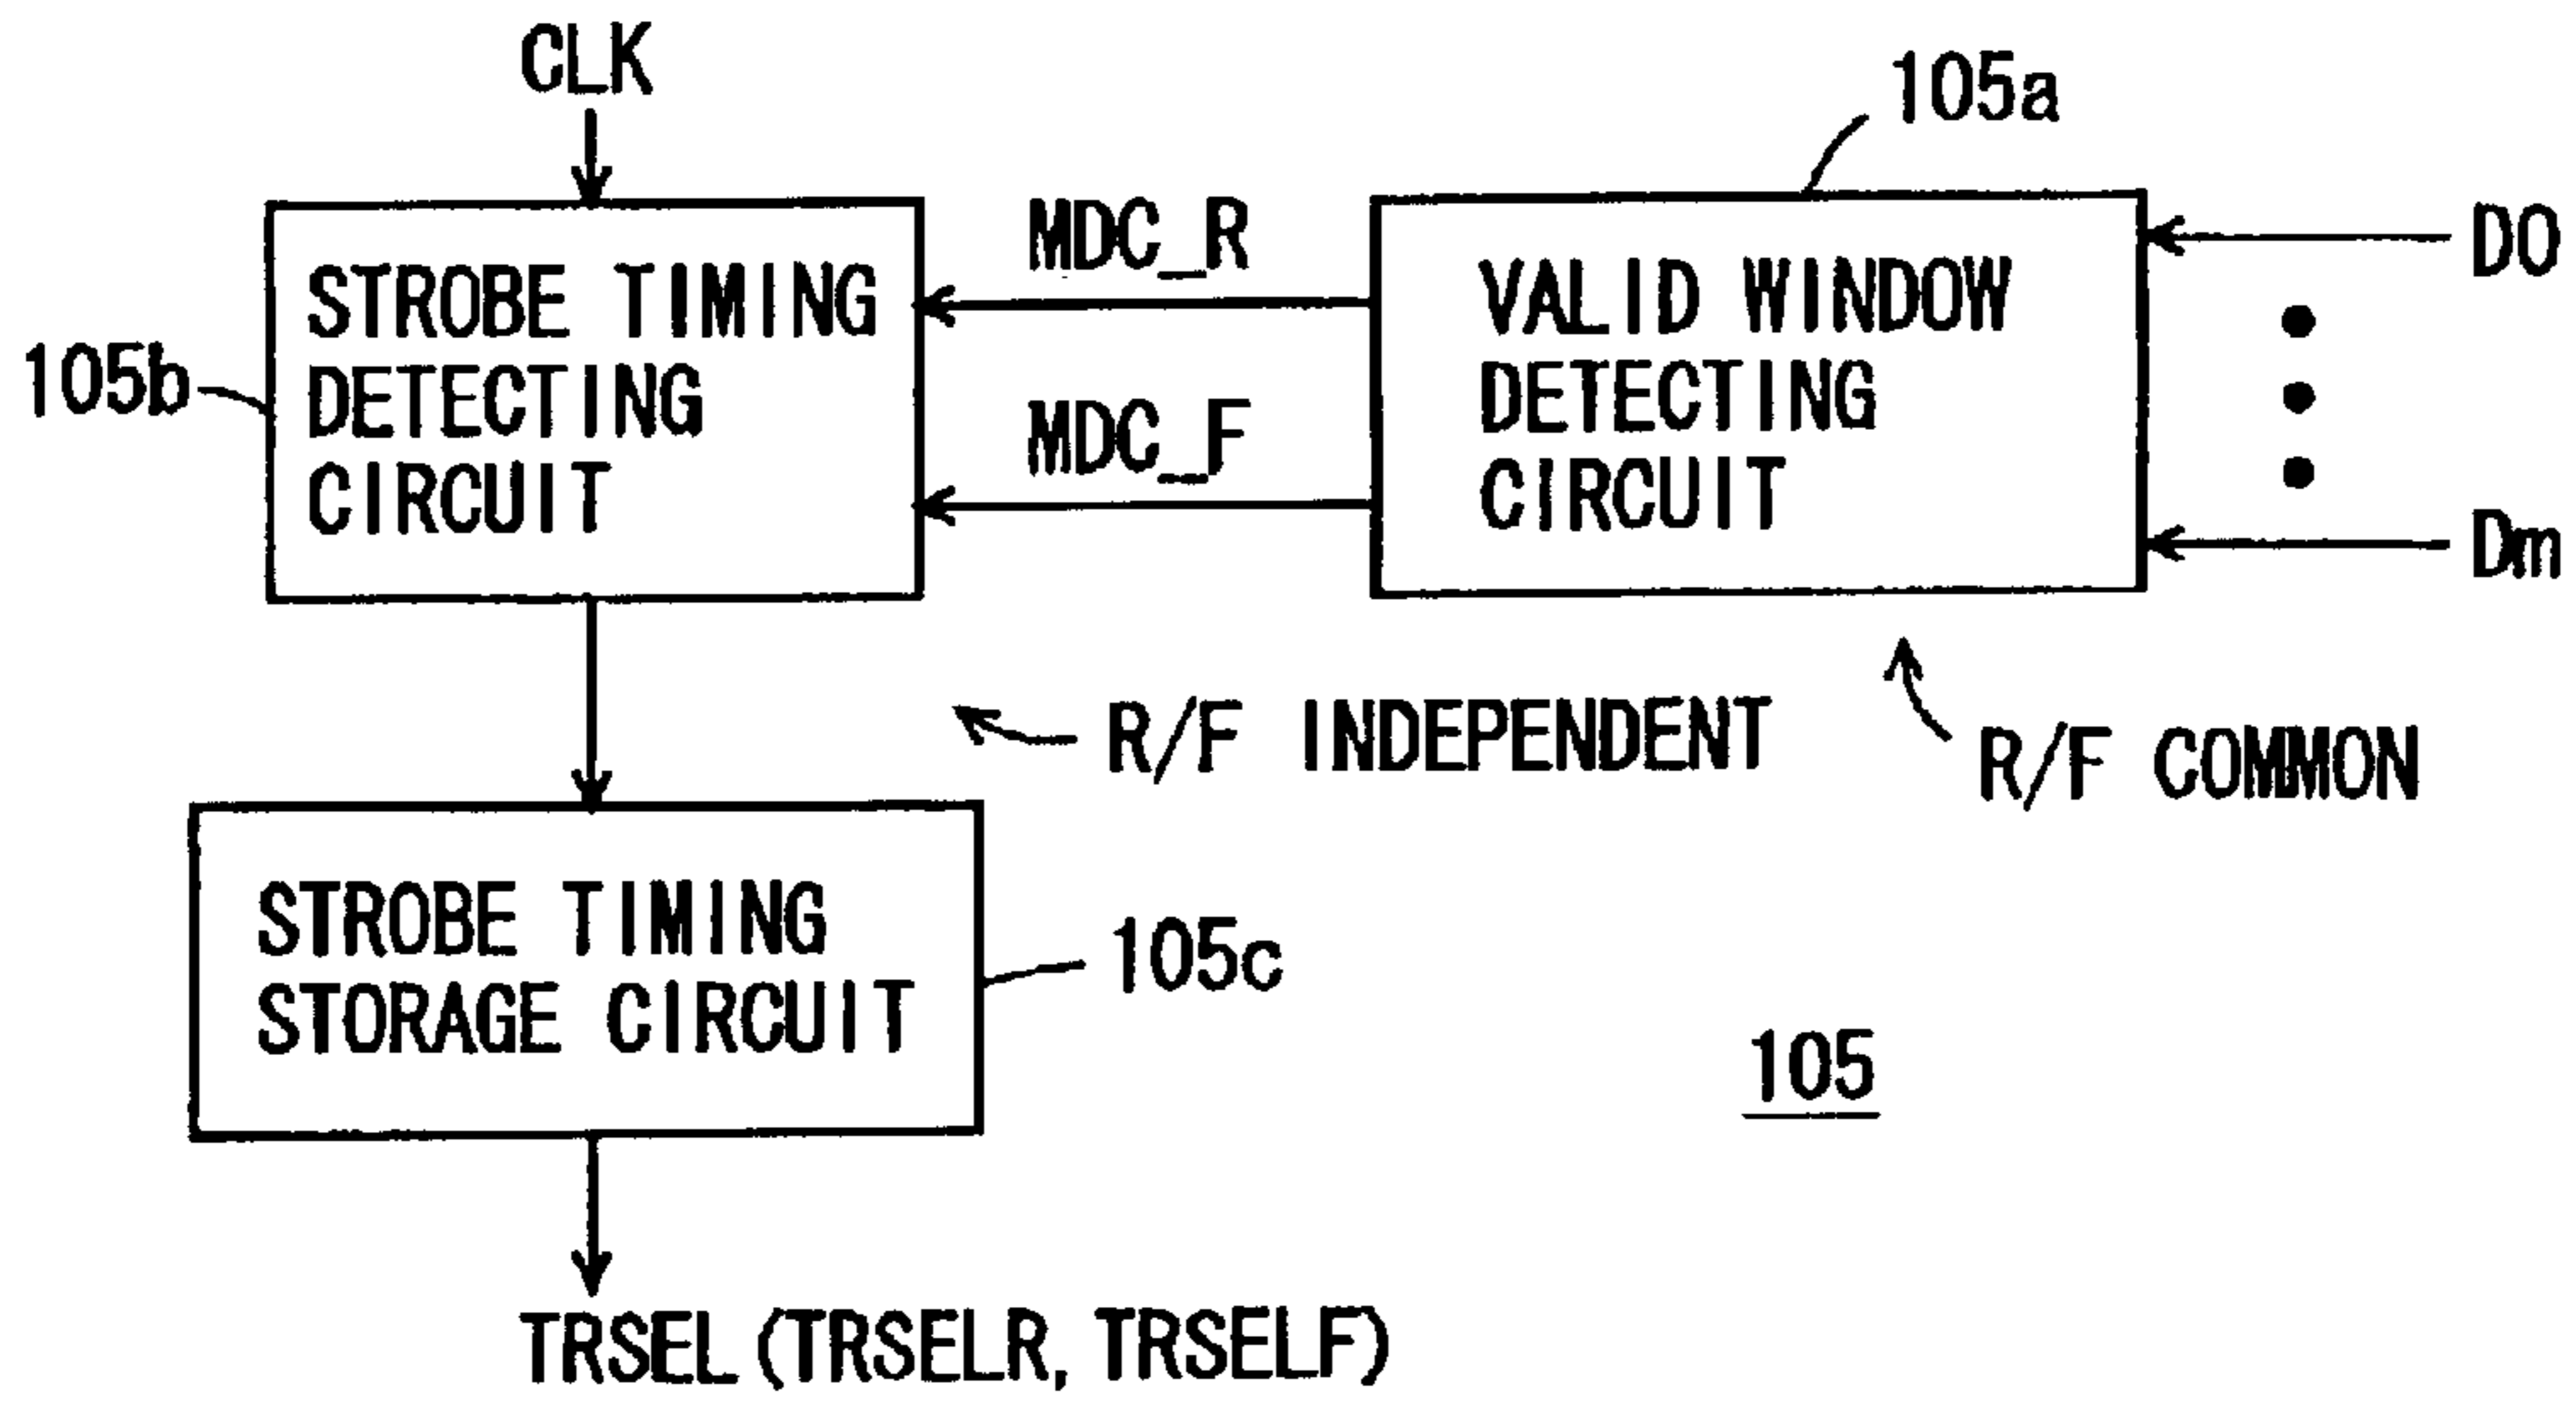 CLK
105a
MDC_R
D0
STROBE TIMING
DETECTING
CIRCUIT
VALID WINDOW
DETECTING
CIRCUIT
105b
MDC_F
Dm
R/F INDEPENDENT
R/F COMMON
STROBE TIMING
STORAGE CIRCUIT
105c
105
TRSEL (TRSELR, TRSELF)